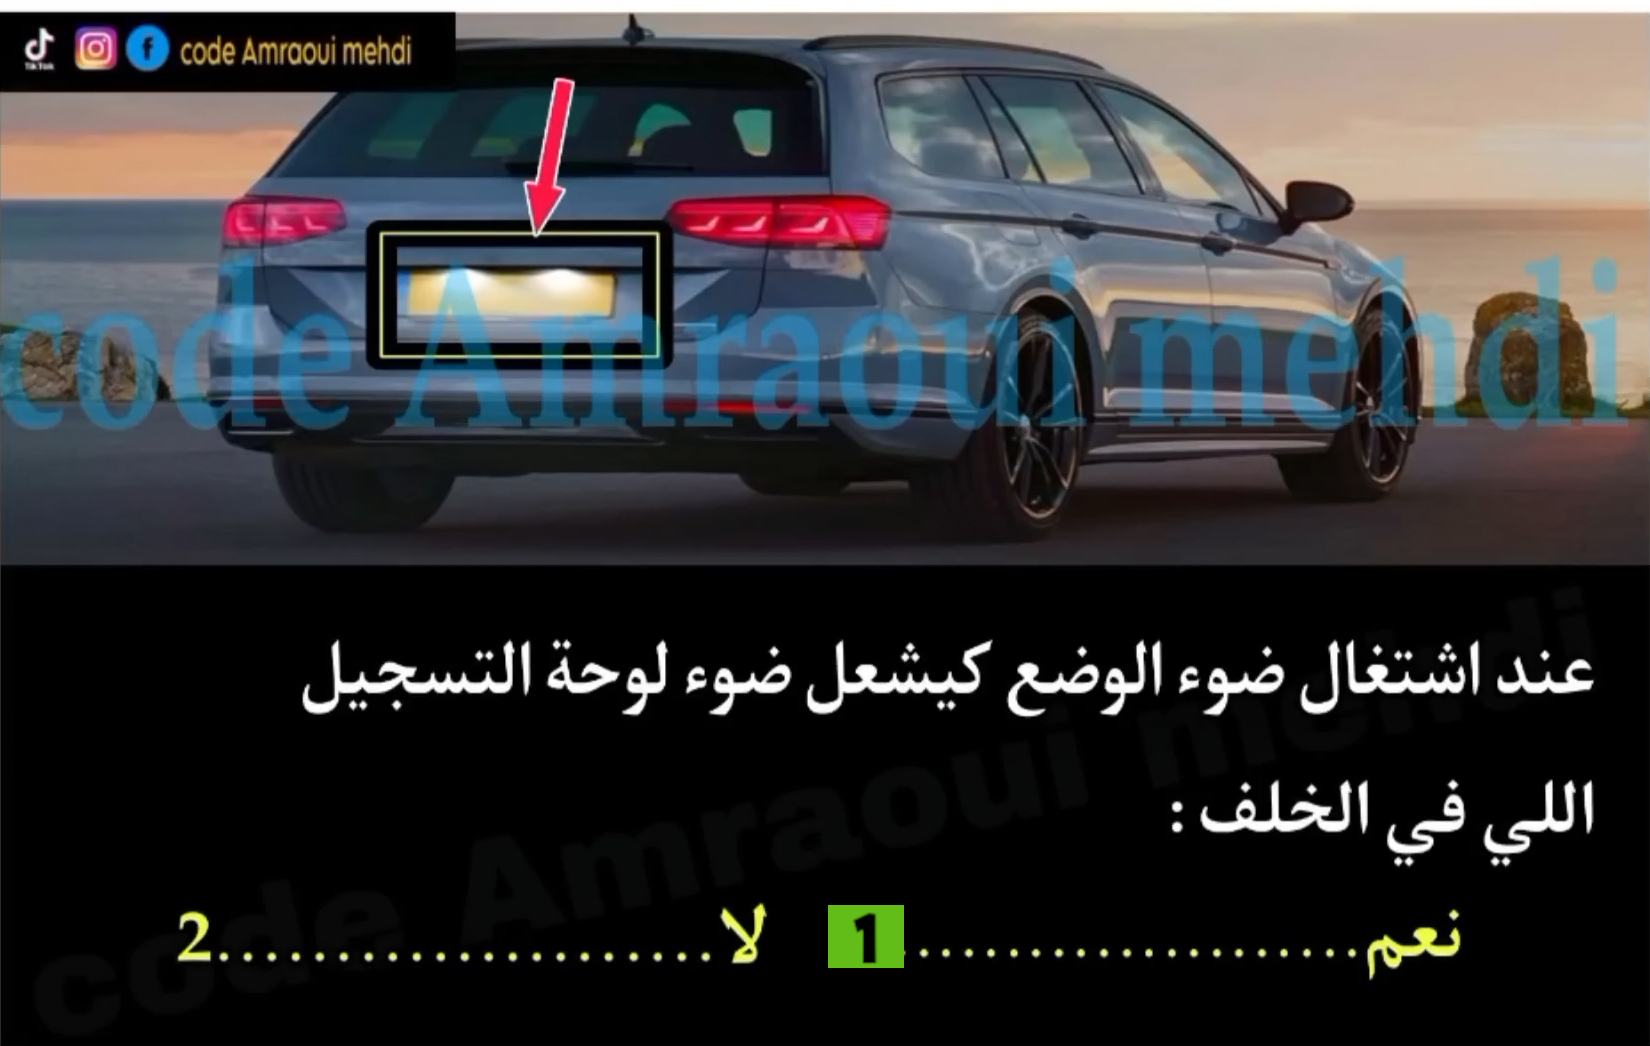 TikTok
code Amraoui mehdi
code Amraoui mehdi
عند اشتغال ضوء الوضع كيشعل ضوء لوحة التسجيل
اللي في الخلف :
نعم.....................1 لا......................2
code Amraoui mehdi